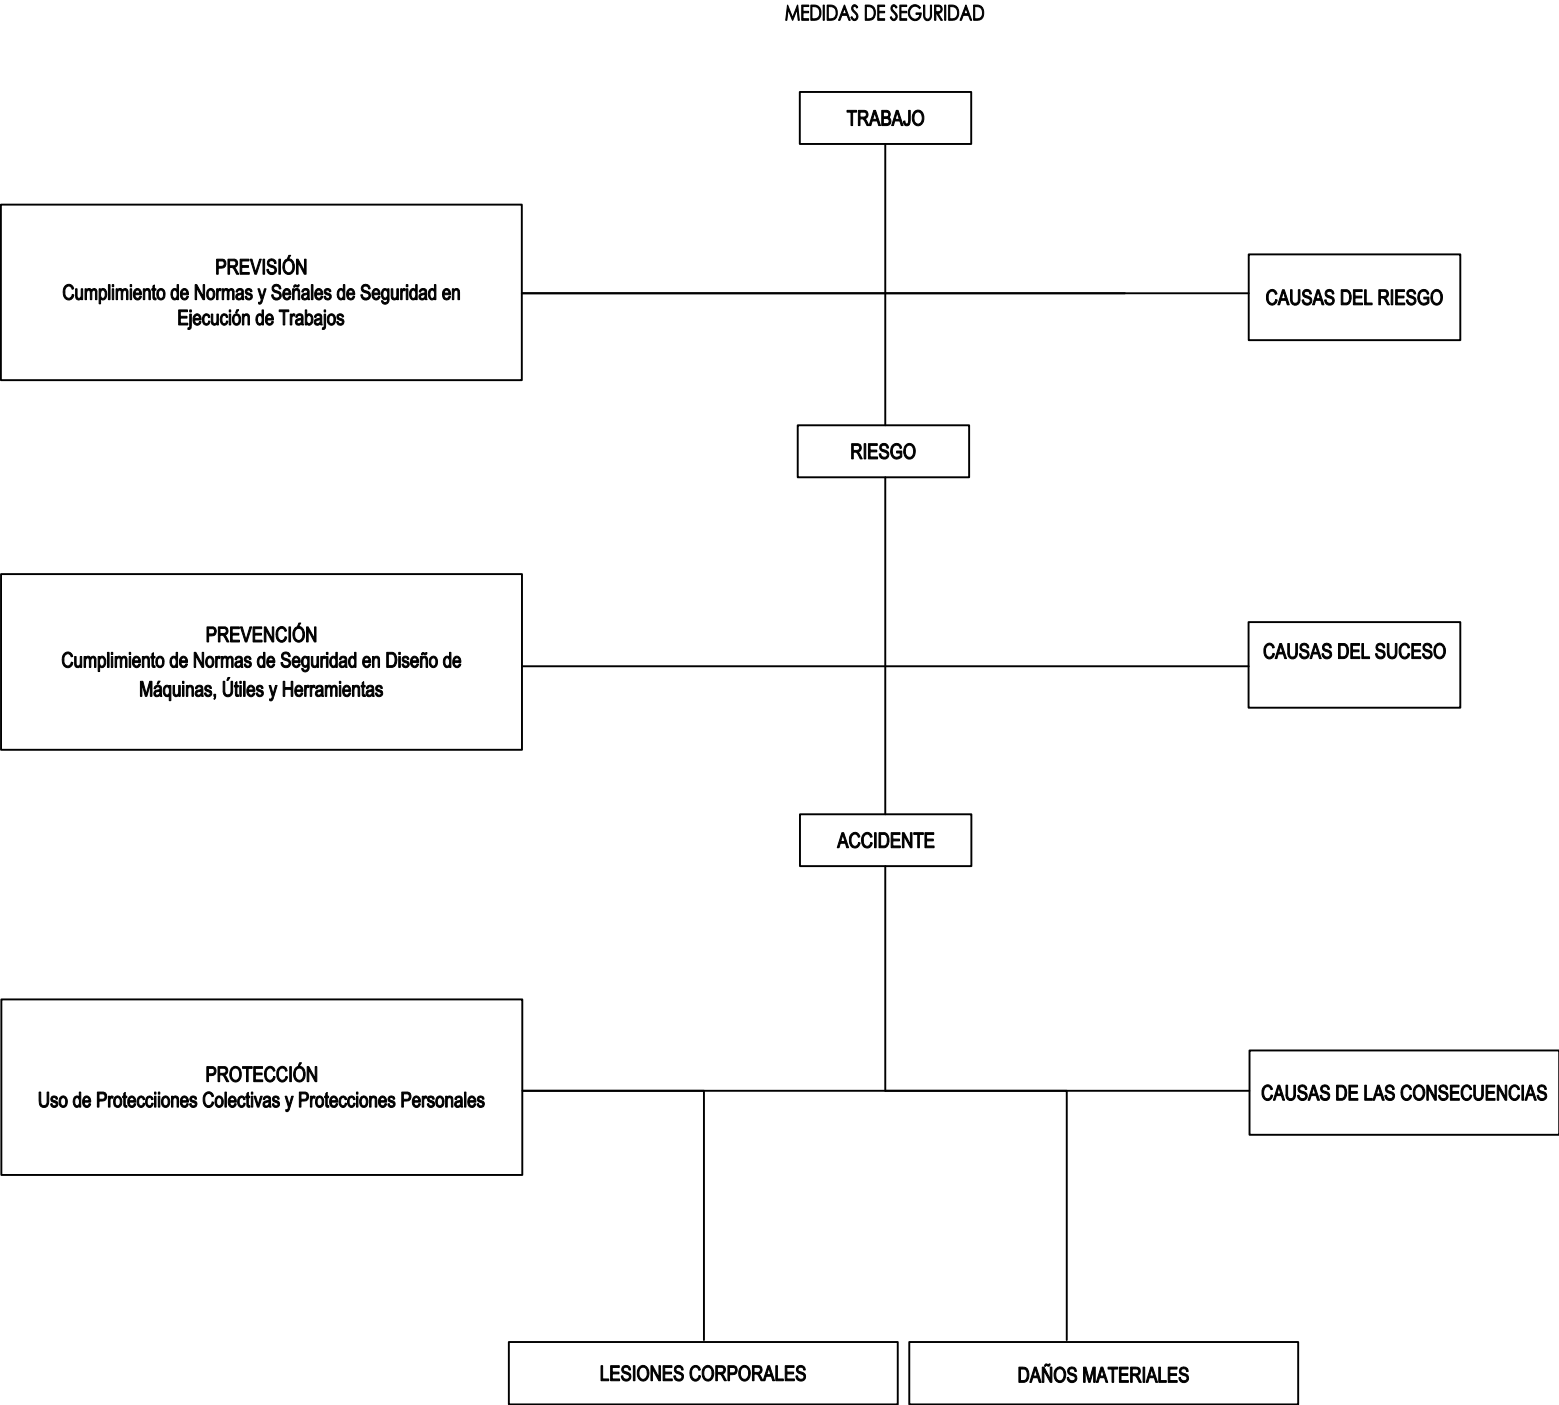 MEDIDAS DE SEGURIDAD
TRABAJO
PREVISIÓN
Cumplimiento de Normas y Señales de Seguridad en
Ejecución de Trabajos
CAUSAS DEL RIESGO
RIESGO
PREVENCIÓN
Cumplimiento de Normas de Seguridad en Diseño de
Máquinas, Útiles y Herramientas
CAUSAS DEL SUCESO
ACCIDENTE
PROTECCIÓN
Uso de Protecciiones Colectivas y Protecciones Personales
CAUSAS DE LAS CONSECUENCIAS
LESIONES CORPORALES
DAÑOS MATERIALES